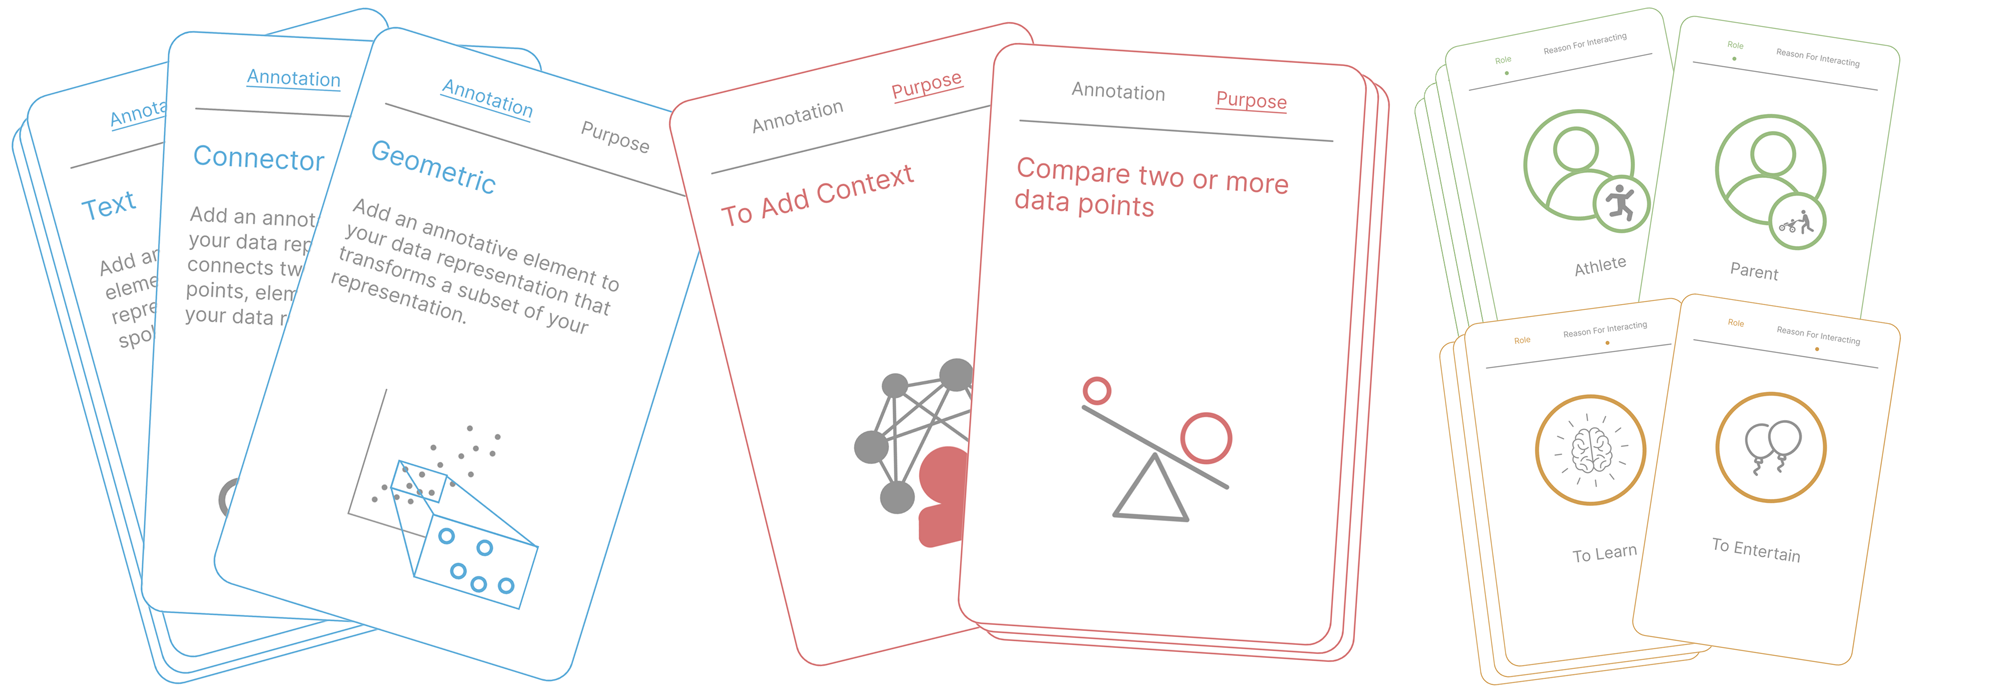 Annota
Text
Add ar
eleme
repre
spol
Annotation
Connector
Add an annot
your data rep
connects tw
points, elem
your data r
Annotation Purpose
Geometric
Add an annotative element to
your data representation that
transforms a subset of your
representation.
Annotation Purpose
To Add Context
Annotation Purpose
Compare two or more
data points
Role Reason For Interacting
Athlete
Role Reason For Interacting
Parent
Role Reason For Interacting
To Learn
Role Reason For Interacting
To Entertain